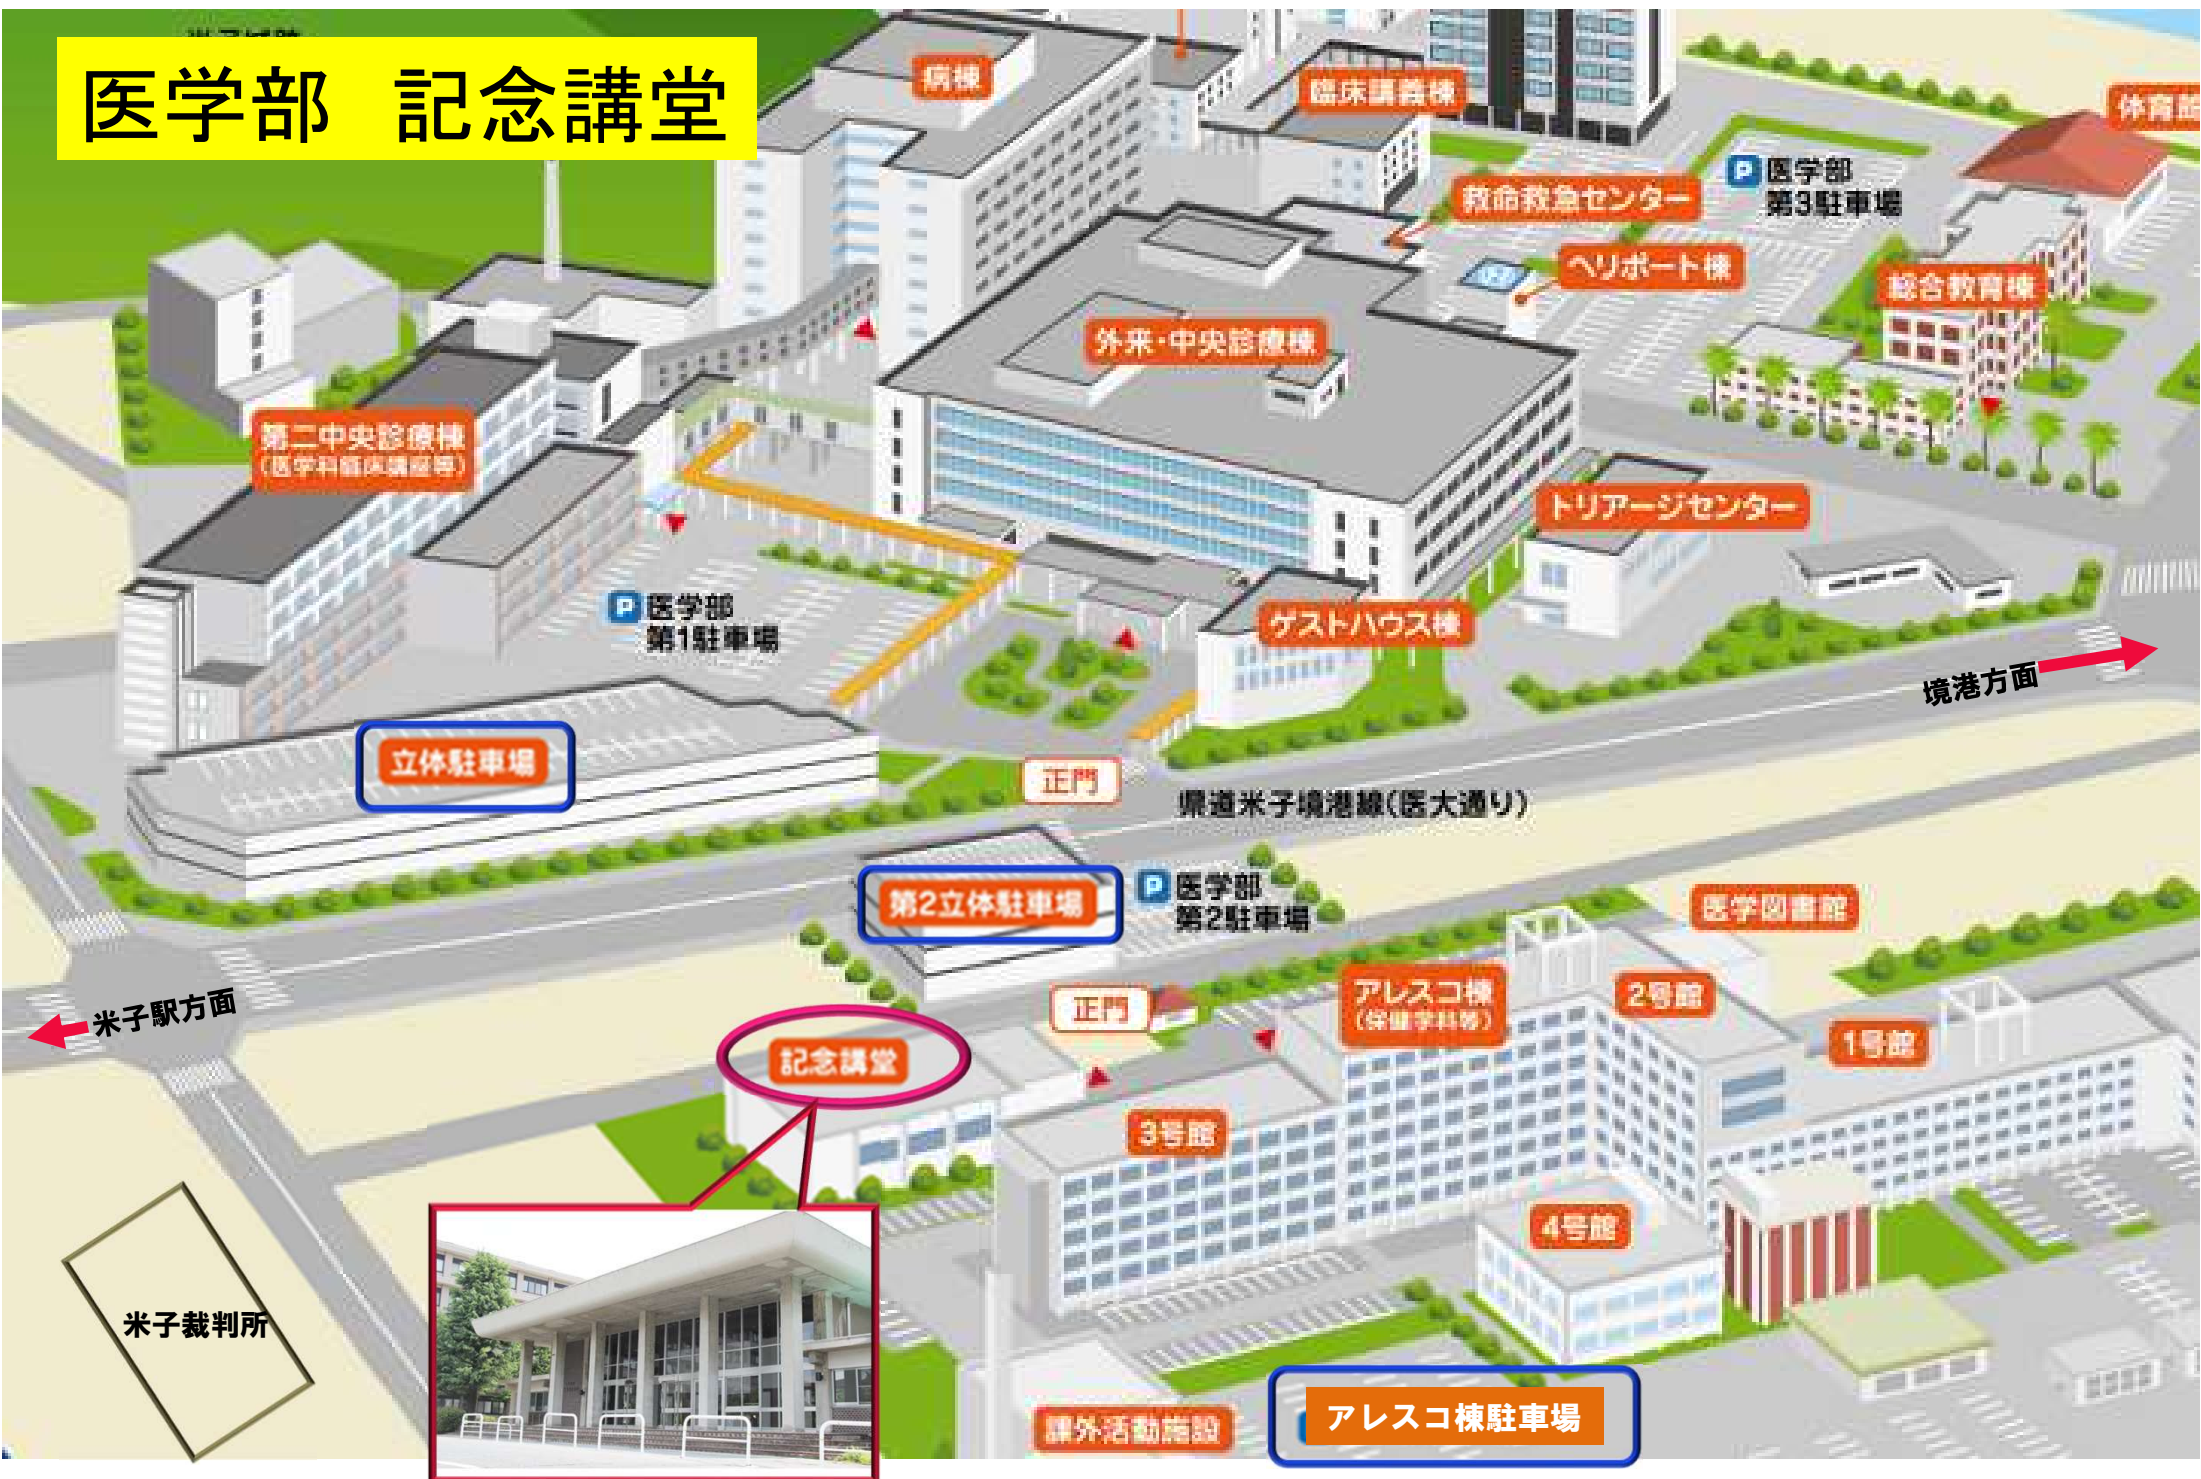 医学部　記念講堂
病棟
臨床講義棟
体育館
P 医学部
第3駐車場
救命救急センター
ヘリポート棟
総合教育棟
外来・中央診療棟
第二中央診療棟
(医学科臨床講座等)
トリアージセンター
P 医学部
第1駐車場
ゲストハウス棟
境港方面
立体駐車場
正門
県道米子境港線(医大通り)
第2立体駐車場
P 医学部
第2駐車場
医学図書館
米子駅方面
正門
アレスコ棟
(保健学科等)
2号館
1号館
記念講堂
3号館
4号館
米子裁判所
課外活動施設
アレスコ棟駐車場